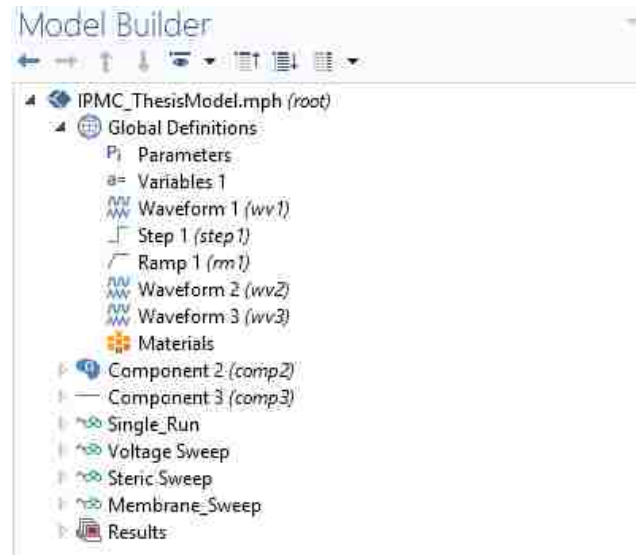 Model Builder
IPMC_ThesisModel.mph (root)
Global Definitions
Pi Parameters
a= Variables 1
Waveform 1 (wv1)
Step 1 (step1)
Ramp 1 (rm1)
Waveform 2 (wv2)
Waveform 3 (wv3)
Materials
Component 2 (comp2)
Component 3 (comp3)
Single_Run
Voltage Sweep
Steric Sweep
Membrane_Sweep
Results